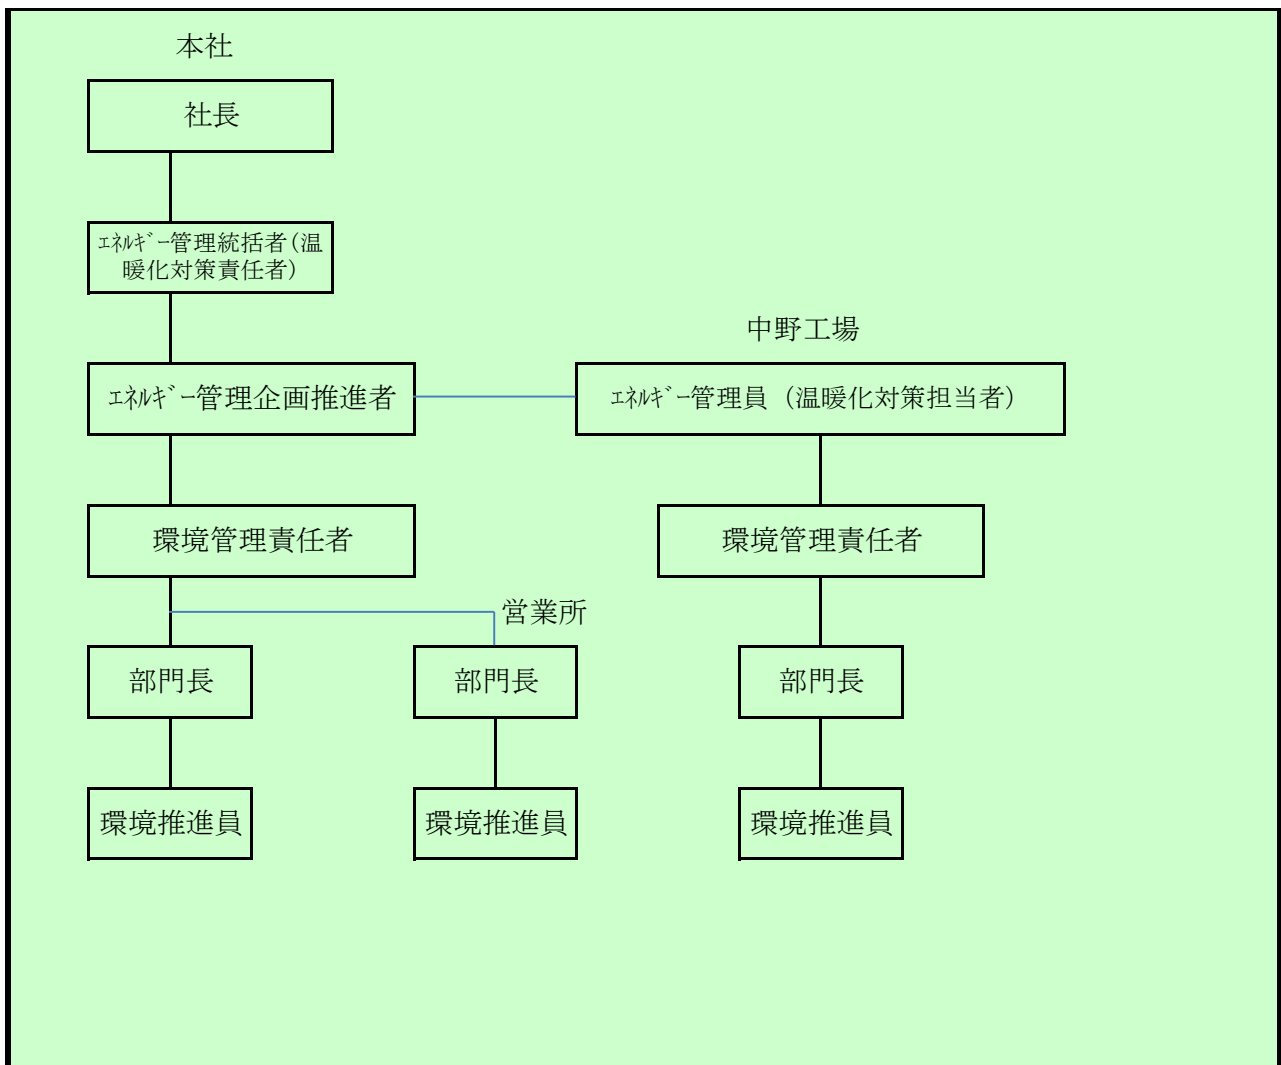 本社
社長
ｴﾈﾙｷﾞｰ管理統括者(温
暖化対策責任者)
中野工場
ｴﾈﾙｷﾞｰ管理企画推進者
ｴﾈﾙｷﾞｰ管理員（温暖化対策担当者）
環境管理責任者
環境管理責任者
営業所
部門長
部門長
部門長
環境推進員
環境推進員
環境推進員